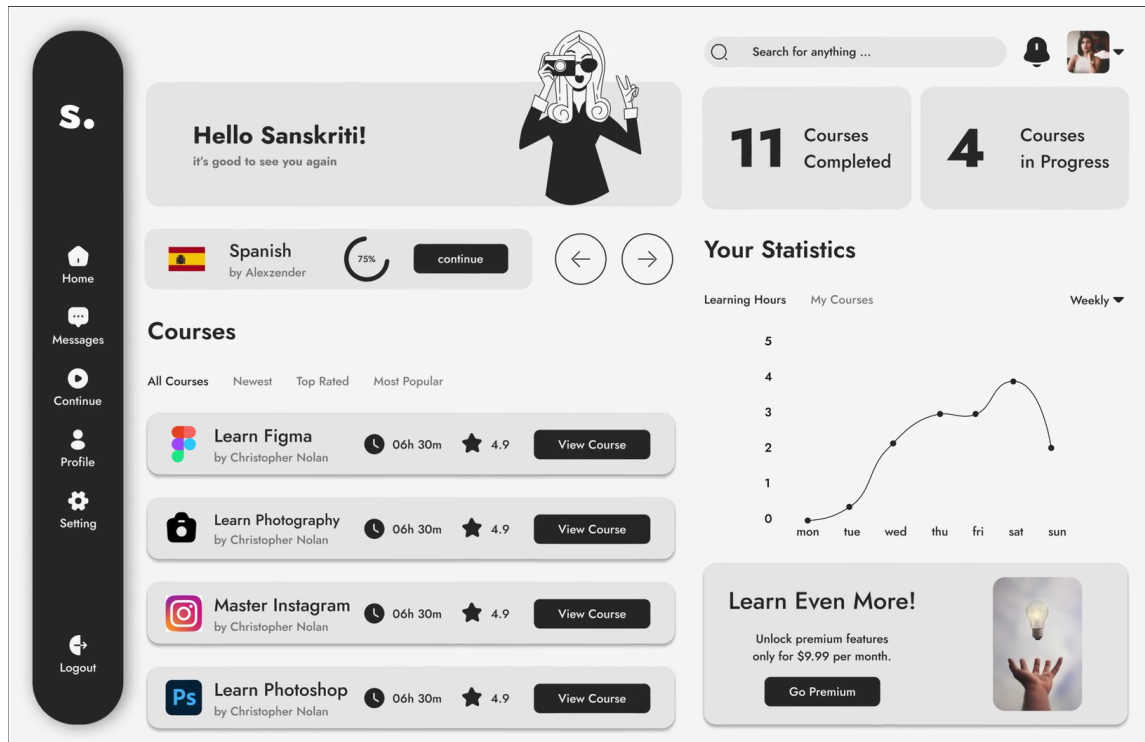 s.
Home
Messages
Continue
Profile
Setting
Logout
Hello Sanskriti!
it's good to see you again
Search for anything ...
11
Courses
Completed
4
Courses
in Progress
Spanish
by Alexzender
75%
continue
Courses
All Courses Newest Top Rated Most Popular
Learn Figma
by Christopher Nolan
06h 30m
4.9
View Course
Learn Photography
by Christopher Nolan
06h 30m
4.9
View Course
Master Instagram
by Christopher Nolan
06h 30m
4.9
View Course
Ps
Learn Photoshop
by Christopher Nolan
06h 30m
4.9
View Course
Your Statistics
Learning Hours My Courses Weekly
5
4
3
2
1
0
mon tue wed thu fri sat sun
Learn Even More!
Unlock premium features
only for $9.99 per month.
Go Premium